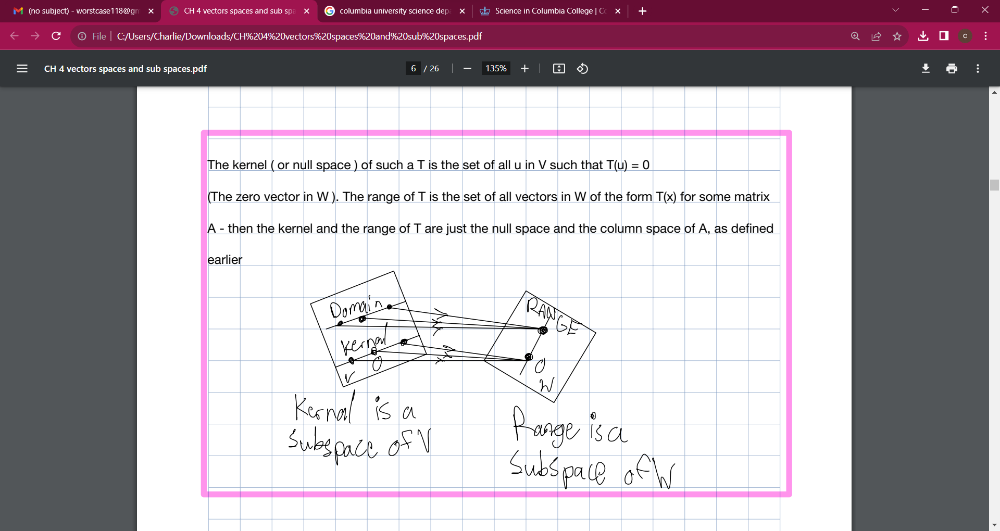 (no subject) - worstcase118@gm
CH 4 vectors spaces and sub spa
columbia university science depa
Science in Columbia College | Co
File
C:/Users/Charlie/Downloads/CH%204%20vectors%20spaces%20and%20sub%20spaces.pdf
c
CH 4 vectors spaces and sub spaces.pdf
6 / 26
135%
The kernel ( or null space ) of such a T is the set of all u in V such that T(u) = 0
(The zero vector in W ). The range of T is the set of all vectors in W of the form T(x) for some matrix
A - then the kernel and the range of T are just the null space and the column space of A, as defined
earlier
Domain
RANGE
Kernal
0
0
V
W
Kernal is a
Subspace of V
Range is a
Subspace of W